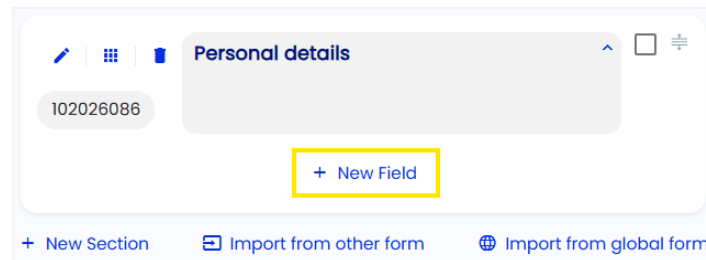 Personal details
102026086
+ New Field
+ New Section
Import from other form
Import from global form